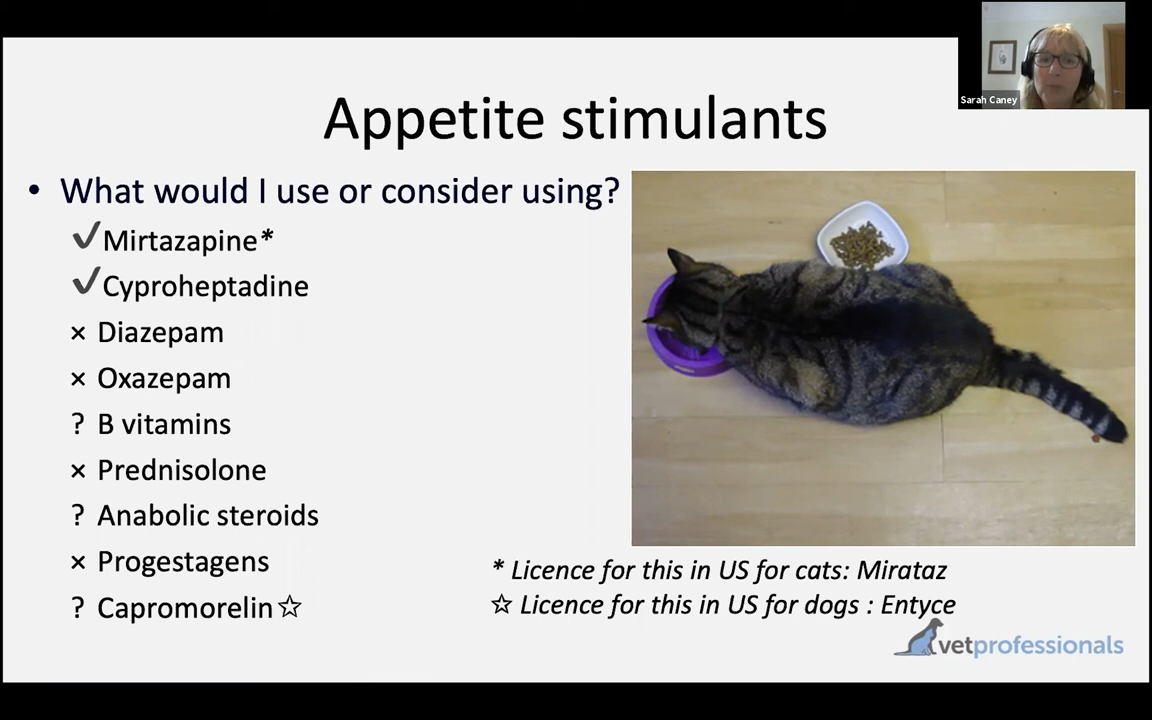 Sarah Caney
Appetite stimulants
• What would I use or consider using?
✔Mirtazapine*
✔Cyproheptadine
× Diazepam
× Oxazepam
? B vitamins
× Prednisolone
? Anabolic steroids
× Progestagens
? Capromorelin☆
* Licence for this in US for cats: Mirataz
☆ Licence for this in US for dogs : Entyce
vetprofessionals